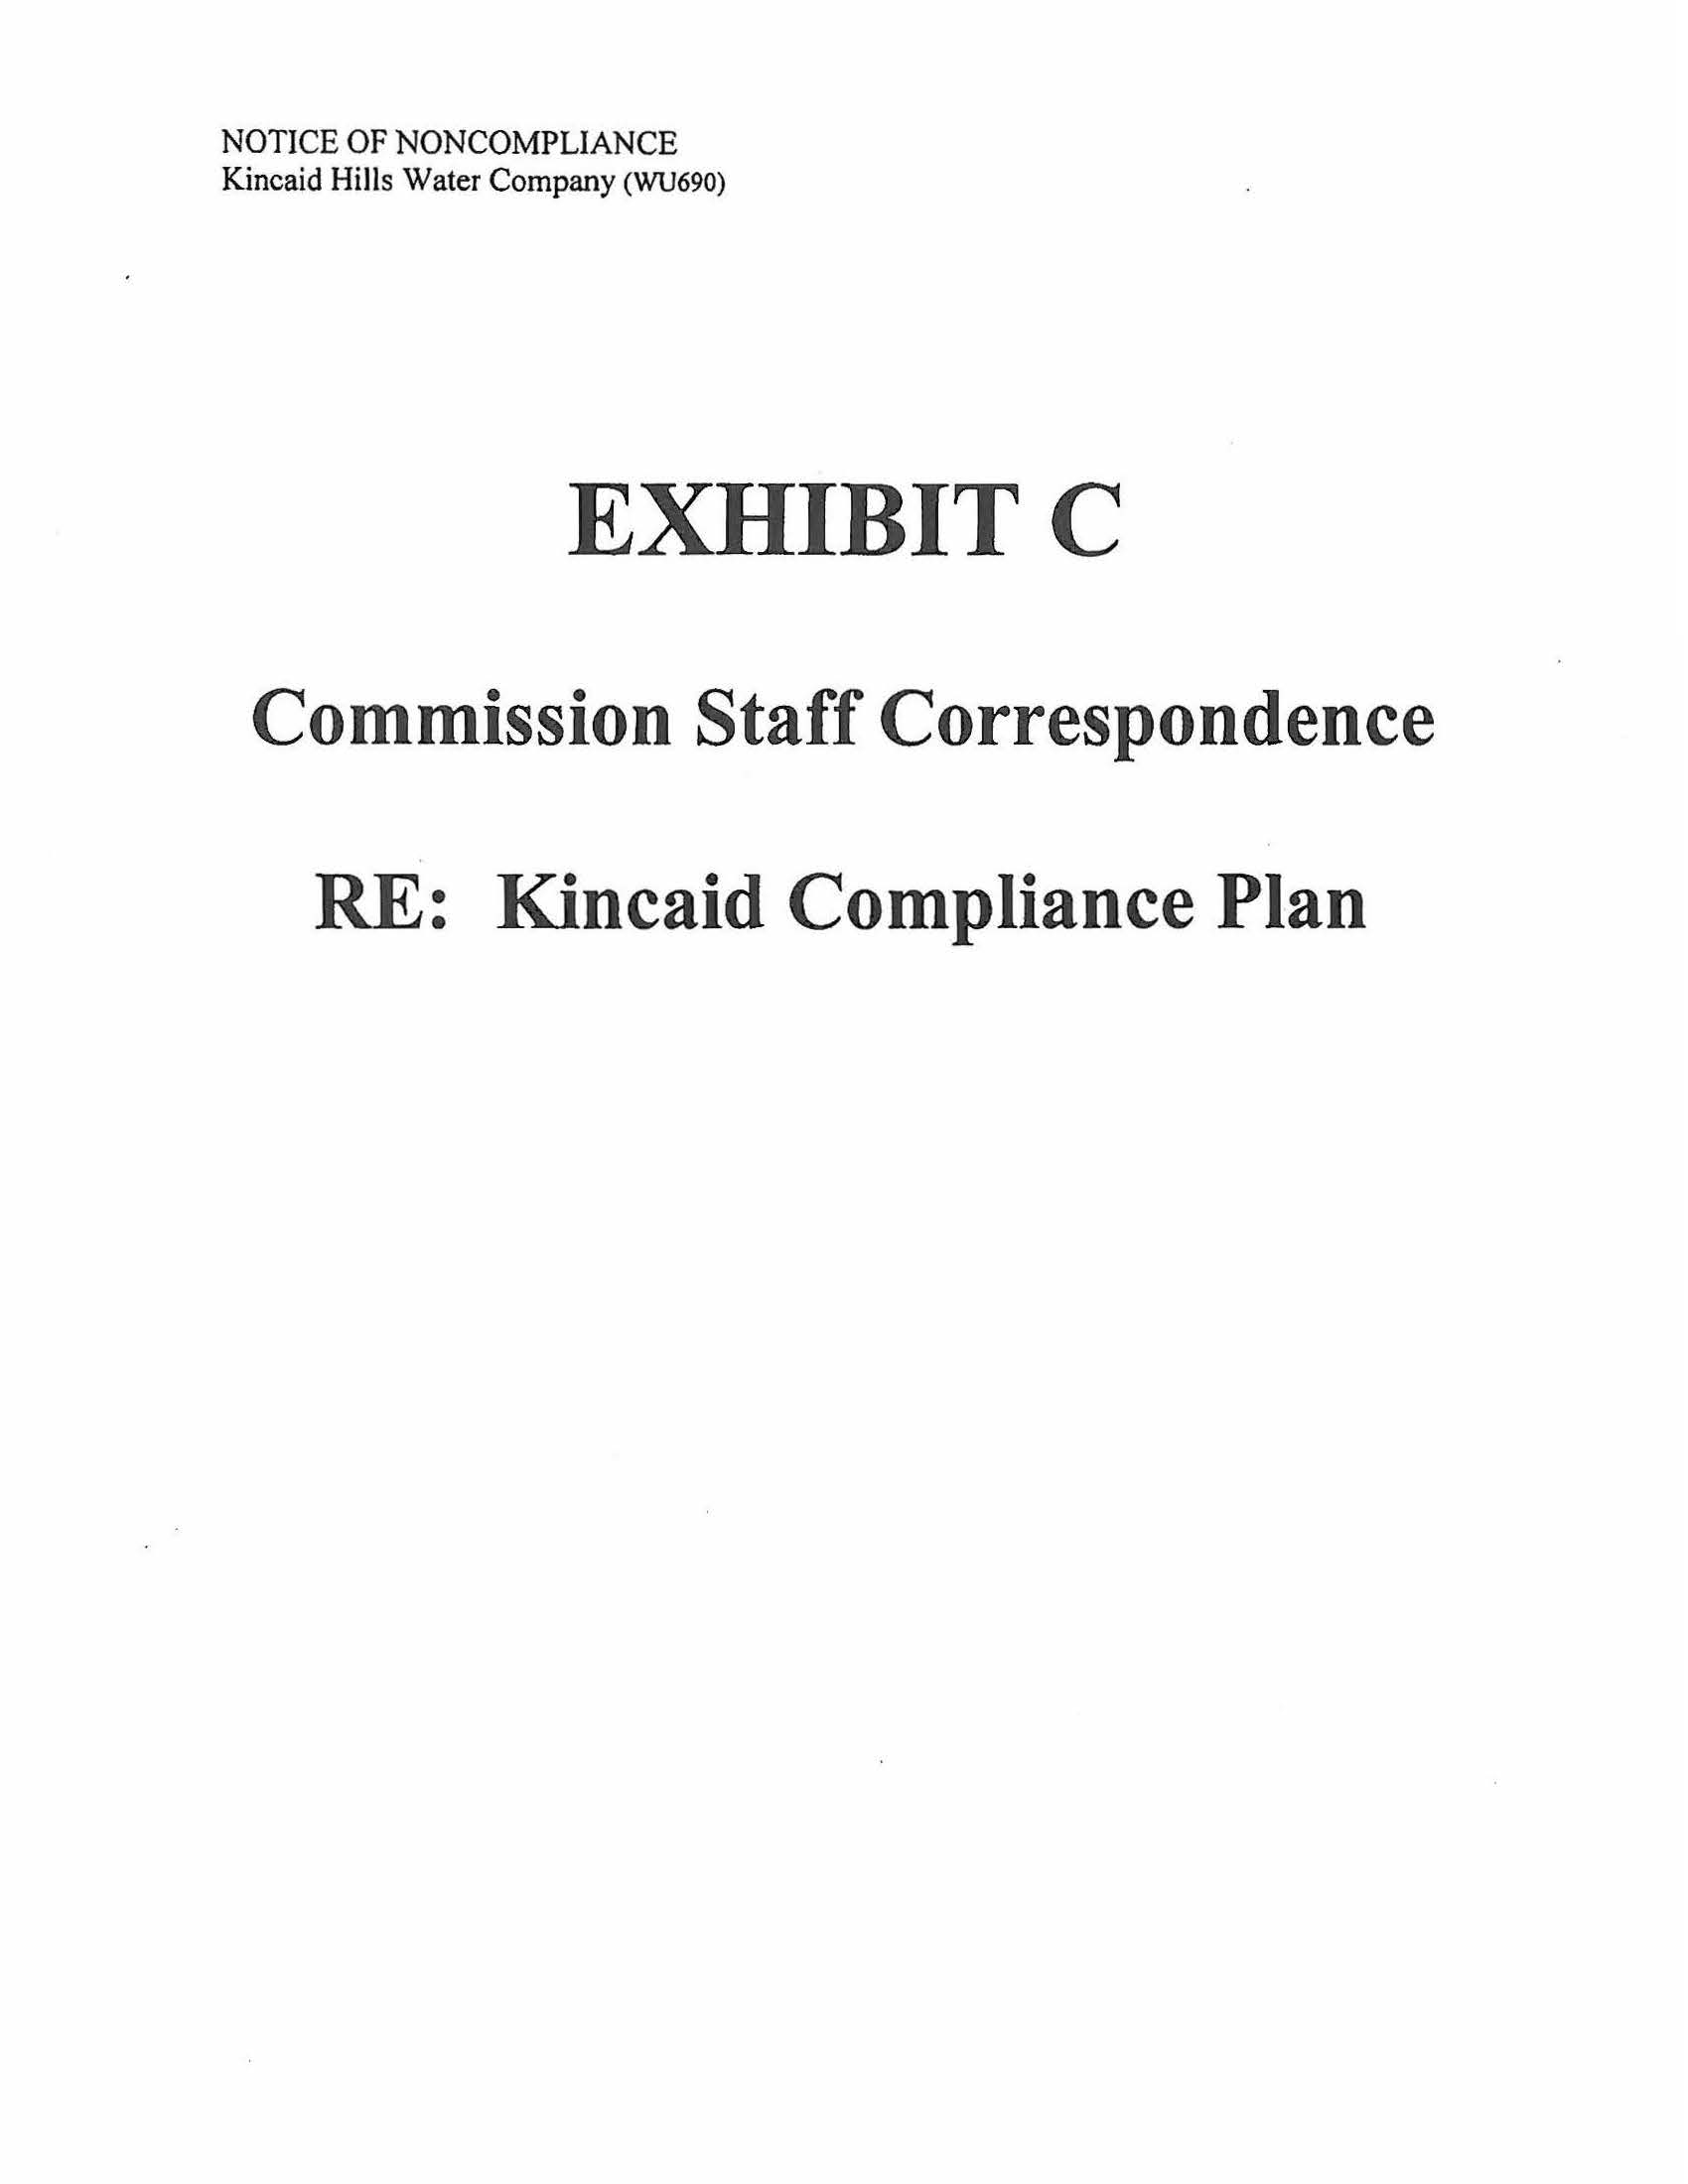 NOTICE OF NONCOMPLIANCE
Kincaid Hills Water Company (WU690)
EXHIBIT C
Commission Staff Correspondence
RE: Kincaid Compliance Plan